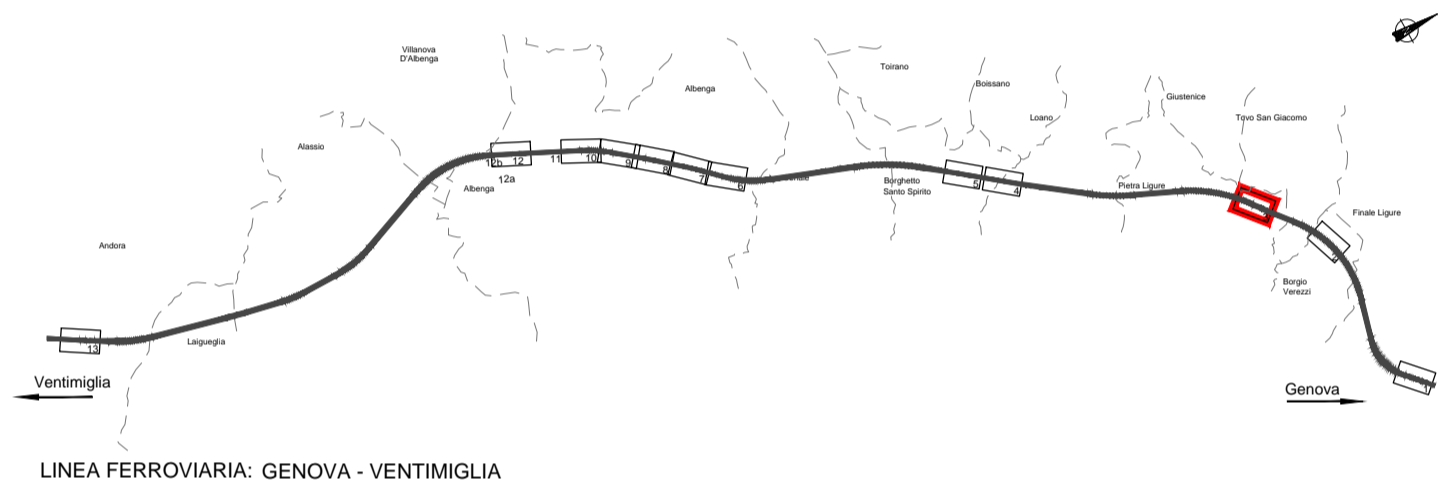 Villanova
D'Albenga
Albenga
Toirano
Boissano
Giustenice
Loano
Tovo San Giacomo
Alassio
12b
12
11
10
9
8
7
6
5
4
12a
Albenga
Borghetto
Santo Spirito
Pietra Ligure
Finale Ligure
Andora
Borgio
Verezzi
Laigueglia
13
Ventimiglia
Genova
LINEA FERROVIARIA: GENOVA - VENTIMIGLIA